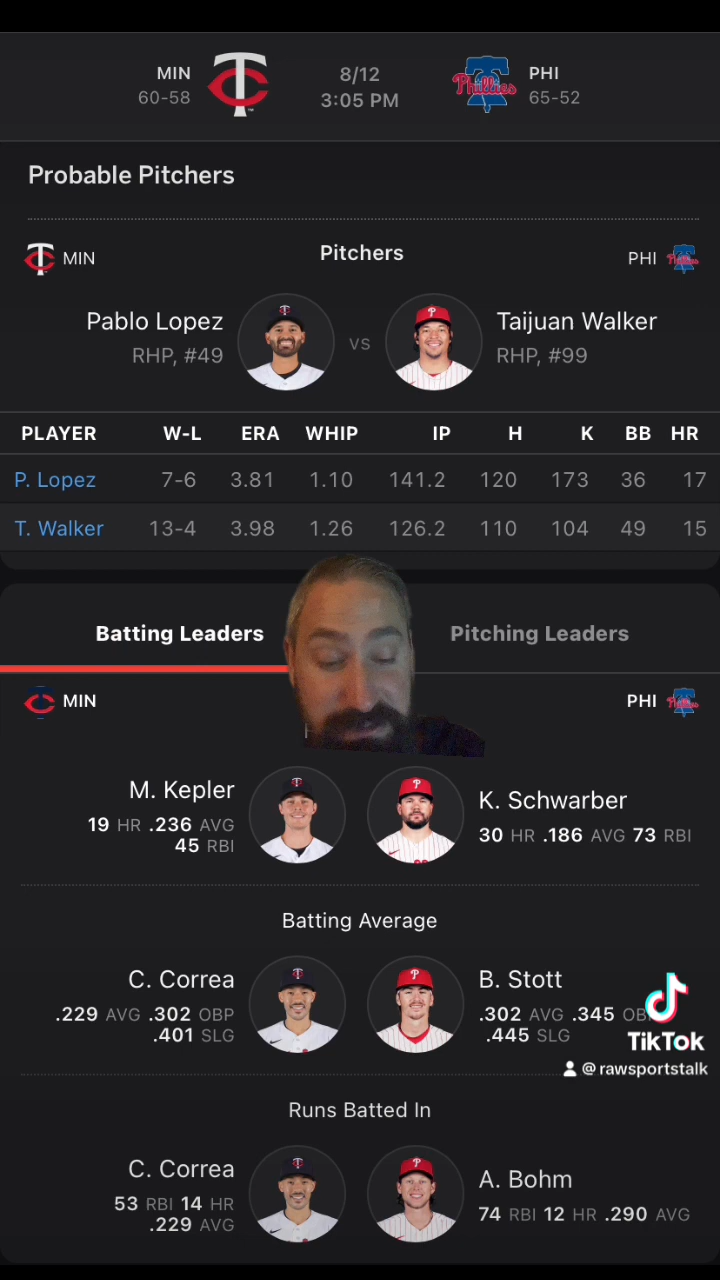 MIN
60-58
8/12
3:05 PM
Phillies
PHI
65-52
Probable Pitchers
MIN
Pitchers
PHI
Pablo Lopez
RHP, #49
vs
Taijuan Walker
RHP, #99
PLAYER W-L ERA WHIP IP H K BB HR
P. Lopez 7-6 3.81 1.10 141.2 120 173 36 17
T. Walker 13-4 3.98 1.26 126.2 110 104 49 15
Batting Leaders
Pitching Leaders
MIN
PHI
M. Kepler
19 HR .236 AVG
45 RBI
K. Schwarber
30 HR .186 AVG 73 RBI
Batting Average
C. Correa
.229 AVG .302 OBP
.401 SLG
B. Stott
.302 AVG .345 OB
.445 SLG
TikTok
@rawsportstalk
Runs Batted In
C. Correa
53 RBI 14 HR
.229 AVG
A. Bohm
74 RBI 12 HR .290 AVG